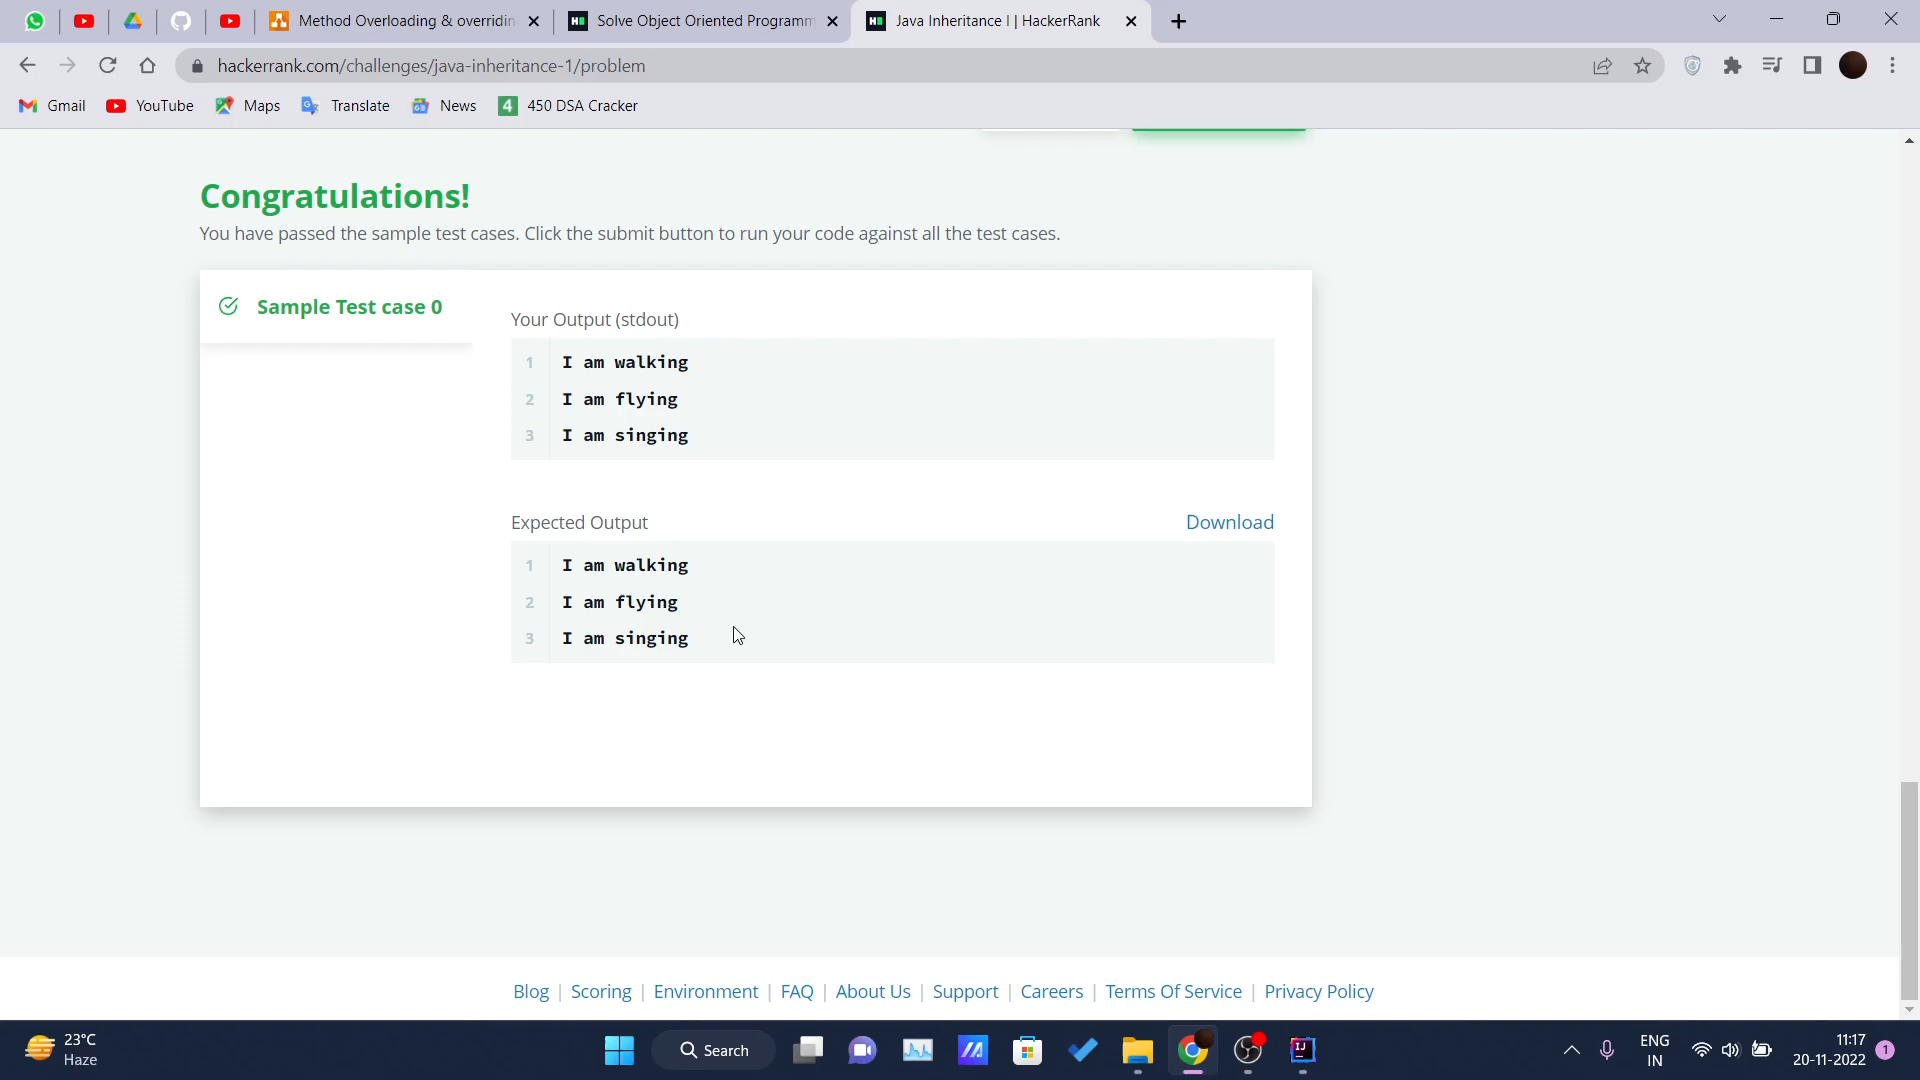 Method Overloading & overridin
Solve Object Oriented Programm
Java Inheritance I | HackerRank
hackerrank.com/challenges/java-inheritance-1/problem
Gmail
YouTube
Maps
Translate
News
4
450 DSA Cracker
Congratulations!
You have passed the sample test cases. Click the submit button to run your code against all the test cases.
Sample Test case 0
Your Output (stdout)
1 I am walking
2 I am flying
3 I am singing
Expected Output
Download
1 I am walking
2 I am flying
3 I am singing
Blog | Scoring | Environment | FAQ | About Us | Support | Careers | Terms Of Service | Privacy Policy
23°C
Haze
Search
ENG
IN
11:17
20-11-2022
1